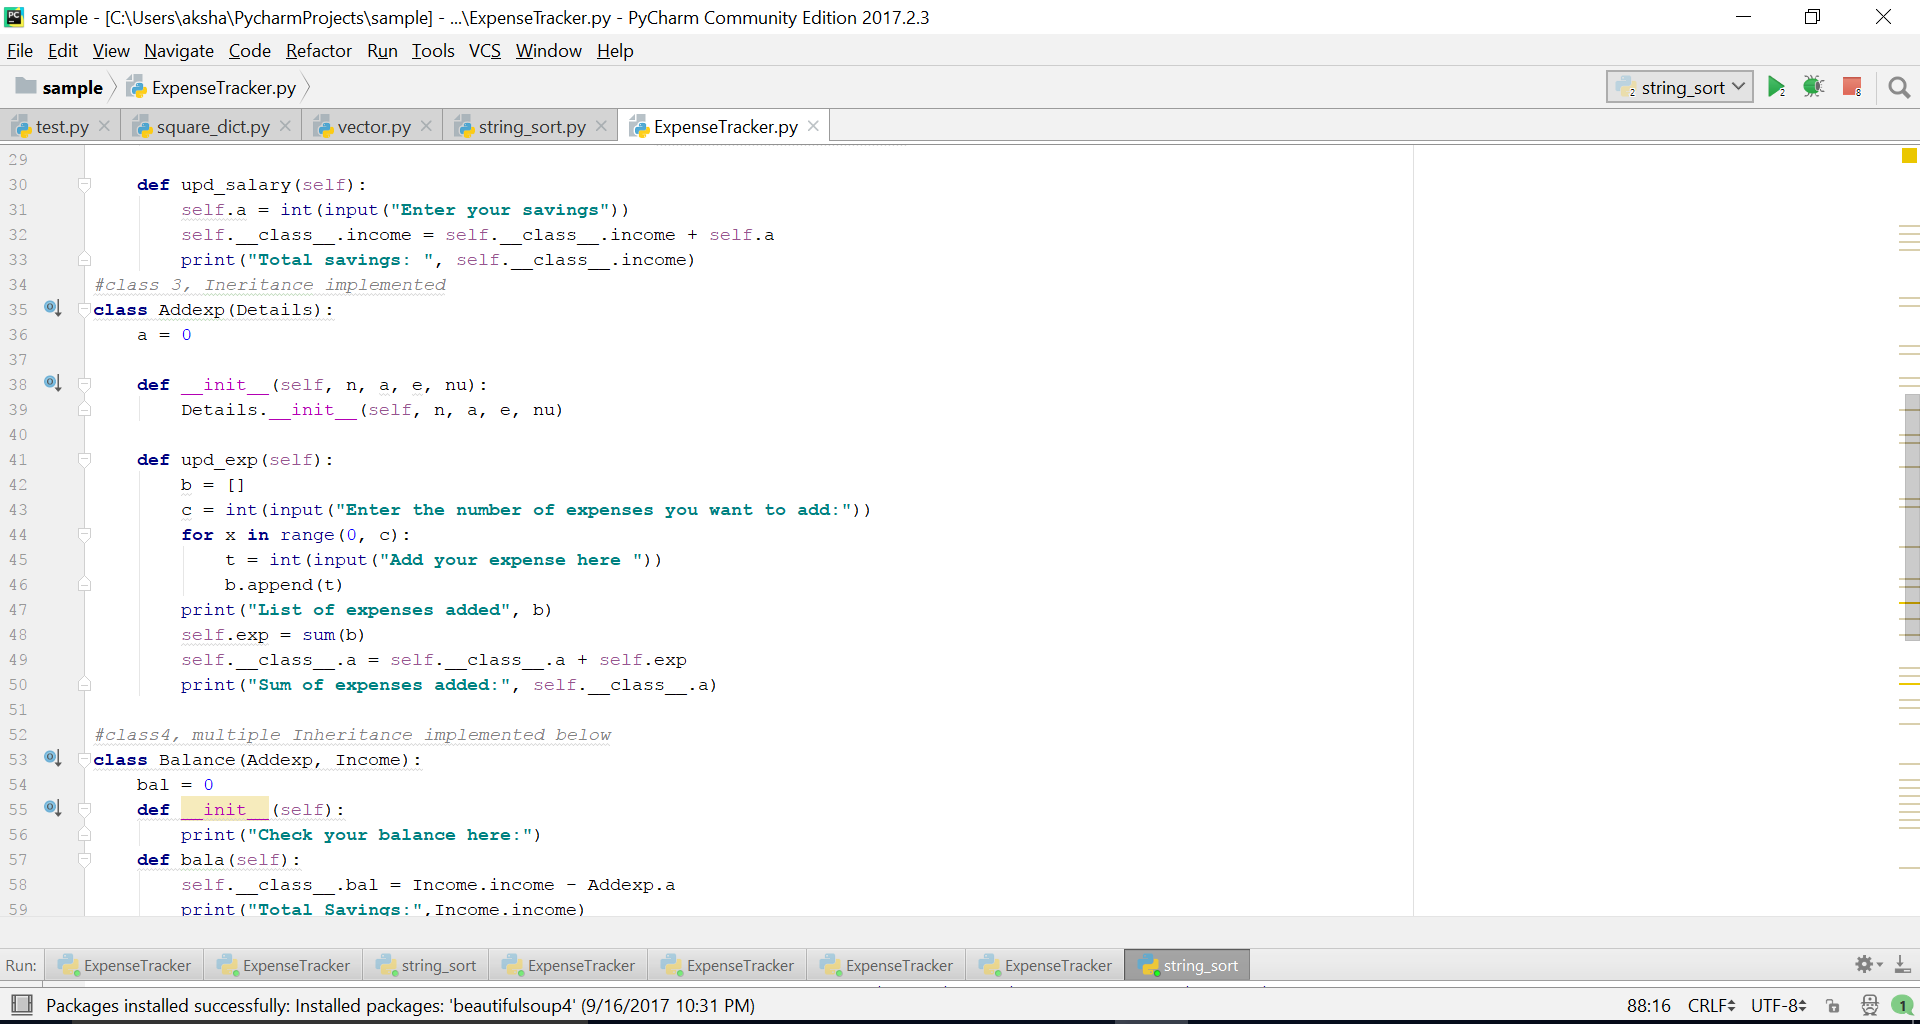 sample - [C:\Users\aksha\PycharmProjects\sample] - ...\ExpenseTracker.py - PyCharm Community Edition 2017.2.3
File Edit View Navigate Code Refactor Run Tools VCS Window Help
sample ExpenseTracker.py string_sort
test.py square_dict.py vector.py string_sort.py ExpenseTracker.py
29
30 def upd_salary(self):
31 self.a = int(input("Enter your savings"))
32 self.__class__.income = self.__class__.income + self.a
33 print("Total savings: ", self.__class__.income)
34 #class 3, Ineritance implemented
35 class Addexp(Details):
36 a = 0
37
38 def __init__(self, n, a, e, nu):
39 Details.__init__(self, n, a, e, nu)
40
41 def upd_exp(self):
42 b = []
43 c = int(input("Enter the number of expenses you want to add:"))
44 for x in range(0, c):
45 t = int(input("Add your expense here "))
46 b.append(t)
47 print("List of expenses added", b)
48 self.exp = sum(b)
49 self.__class__.a = self.__class__.a + self.exp
50 print("Sum of expenses added:", self.__class__.a)
51
52 #class4, multiple Inheritance implemented below
53 class Balance(Addexp, Income):
54 bal = 0
55 def __init__(self):
56 print("Check your balance here:")
57 def bala(self):
58 self.__class__.bal = Income.income - Addexp.a
59 print("Total Savings:",Income.income)
Run: ExpenseTracker ExpenseTracker string_sort ExpenseTracker ExpenseTracker ExpenseTracker ExpenseTracker string_sort
Packages installed successfully: Installed packages: 'beautifulsoup4' (9/16/2017 10:31 PM) 88:16 CRLF UTF-8 1